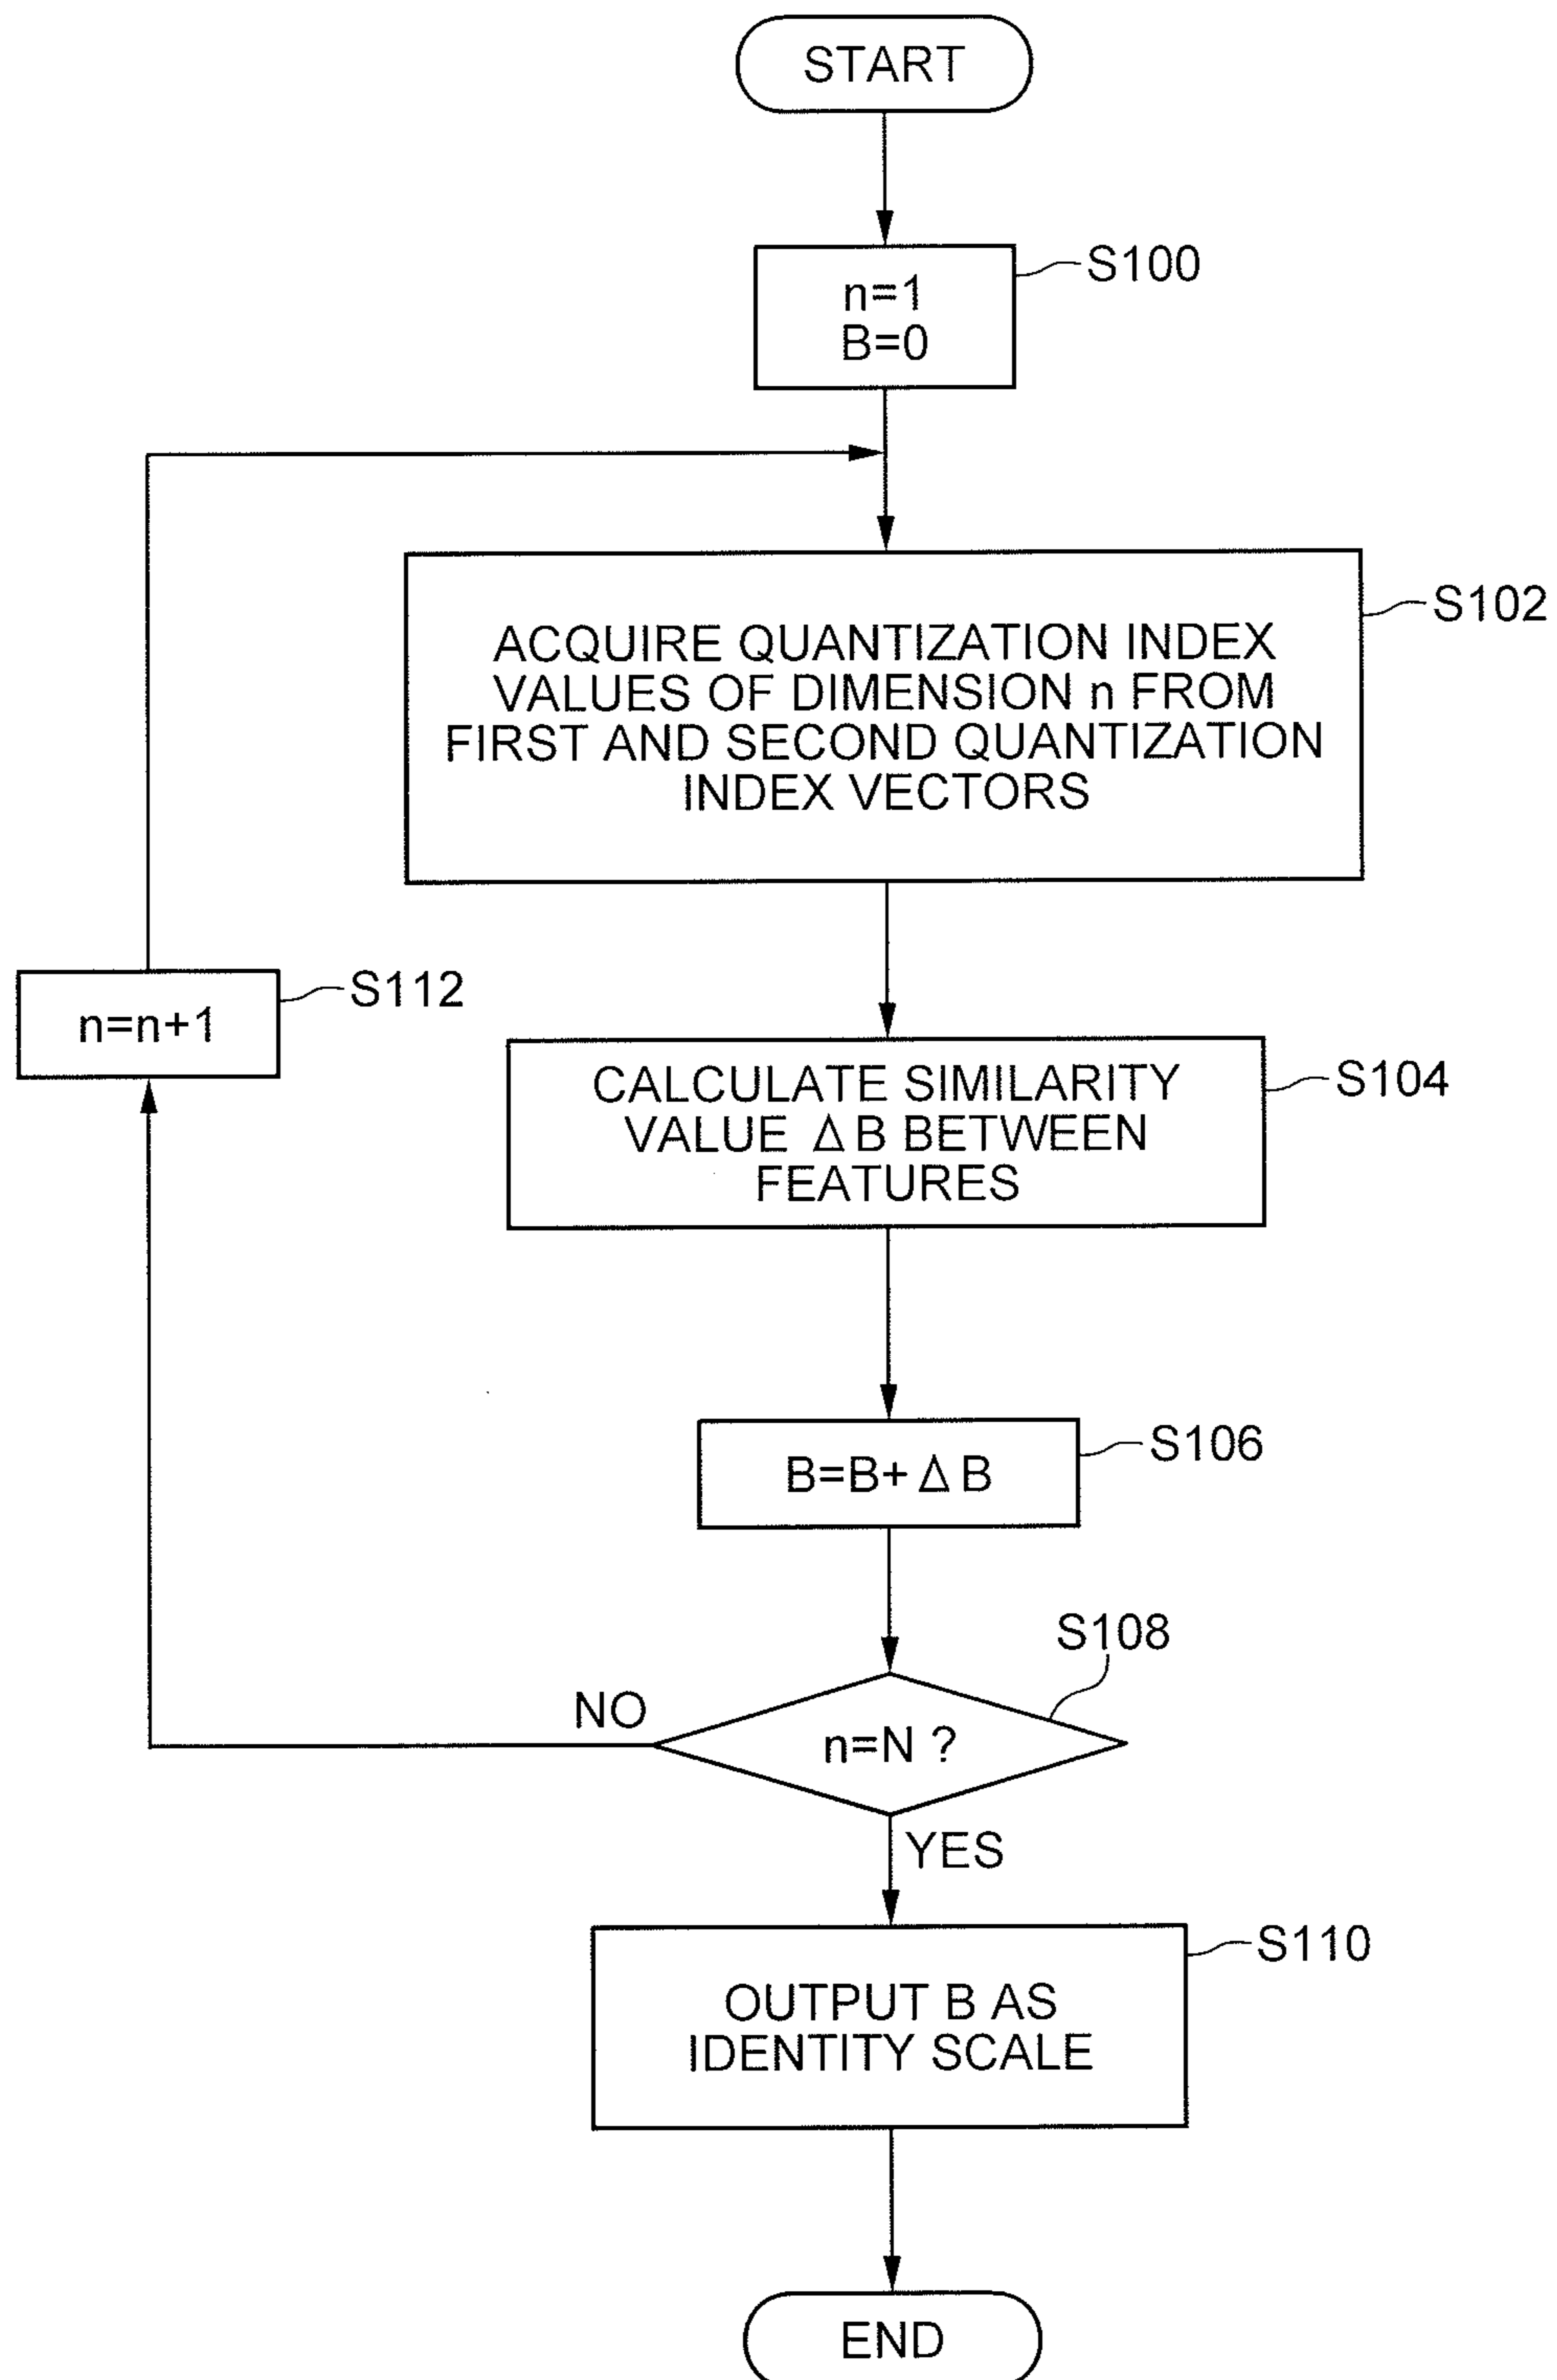 START
S100
n=1
B=0
S102
ACQUIRE QUANTIZATION INDEX
VALUES OF DIMENSION n FROM
FIRST AND SECOND QUANTIZATION
INDEX VECTORS
S112
n=n+1
S104
CALCULATE SIMILARITY
VALUE ΔB BETWEEN
FEATURES
S106
B=B+ΔB
S108
NO
n=N ?
YES
S110
OUTPUT B AS
IDENTITY SCALE
END